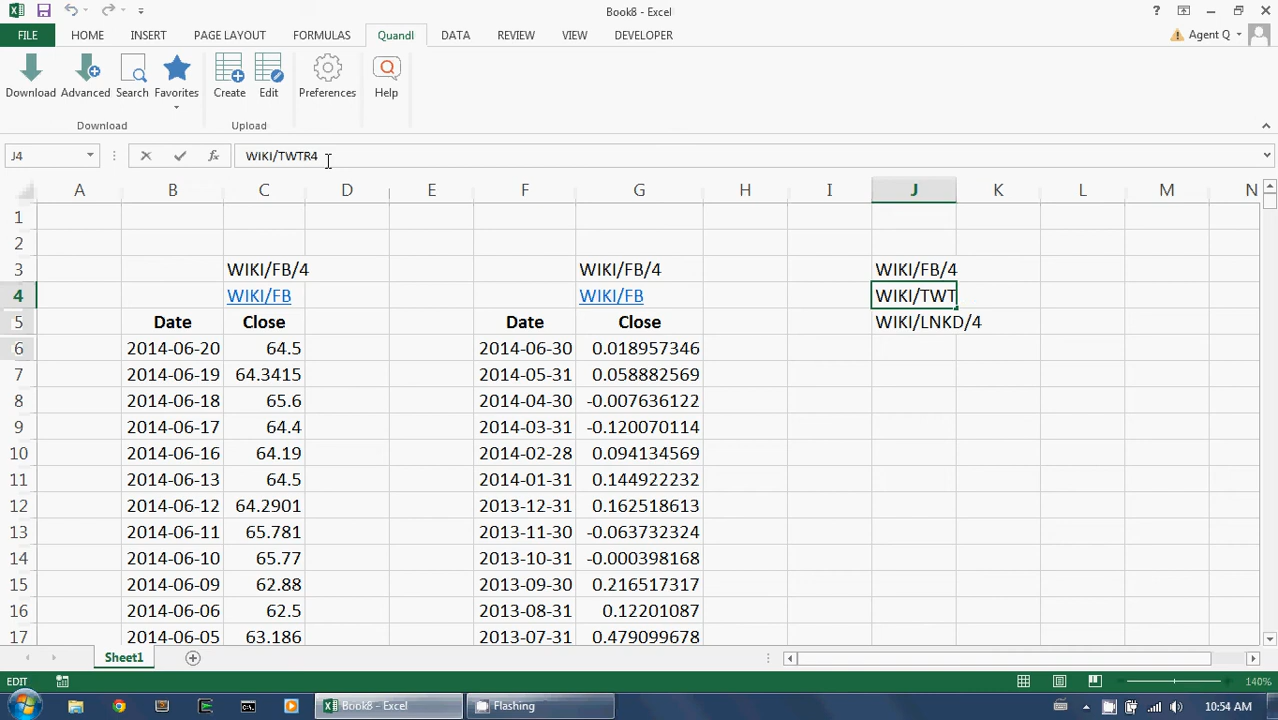 Book8 - Excel
?
FILE HOME INSERT PAGE LAYOUT FORMULAS Quandl DATA REVIEW VIEW DEVELOPER Agent Q
Download Advanced Search Favorites Create Edit Preferences Help
Download Upload
J4 fx WIKI/TWTR4
A B C D E F G H I J K L M N
1
2
3 WIKI/FB/4 WIKI/FB/4 WIKI/FB/4
4 WIKI/FB WIKI/FB WIKI/TWT
5 Date Close Date Close WIKI/LNKD/4
6 2014-06-20 64.5 2014-06-30 0.018957346
7 2014-06-19 64.3415 2014-05-31 0.058882569
8 2014-06-18 65.6 2014-04-30 -0.007636122
9 2014-06-17 64.4 2014-03-31 -0.120070114
10 2014-06-16 64.19 2014-02-28 0.094134569
11 2014-06-13 64.5 2014-01-31 0.144922232
12 2014-06-12 64.2901 2013-12-31 0.162518613
13 2014-06-11 65.781 2013-11-30 -0.063732324
14 2014-06-10 65.77 2013-10-31 -0.000398168
15 2014-06-09 62.88 2013-09-30 0.216517317
16 2014-06-06 62.5 2013-08-31 0.12201087
17 2014-06-05 63.186 2013-07-31 0.479099678
Sheet1
EDIT 140%
Book8 - Excel Flashing 10:54 AM